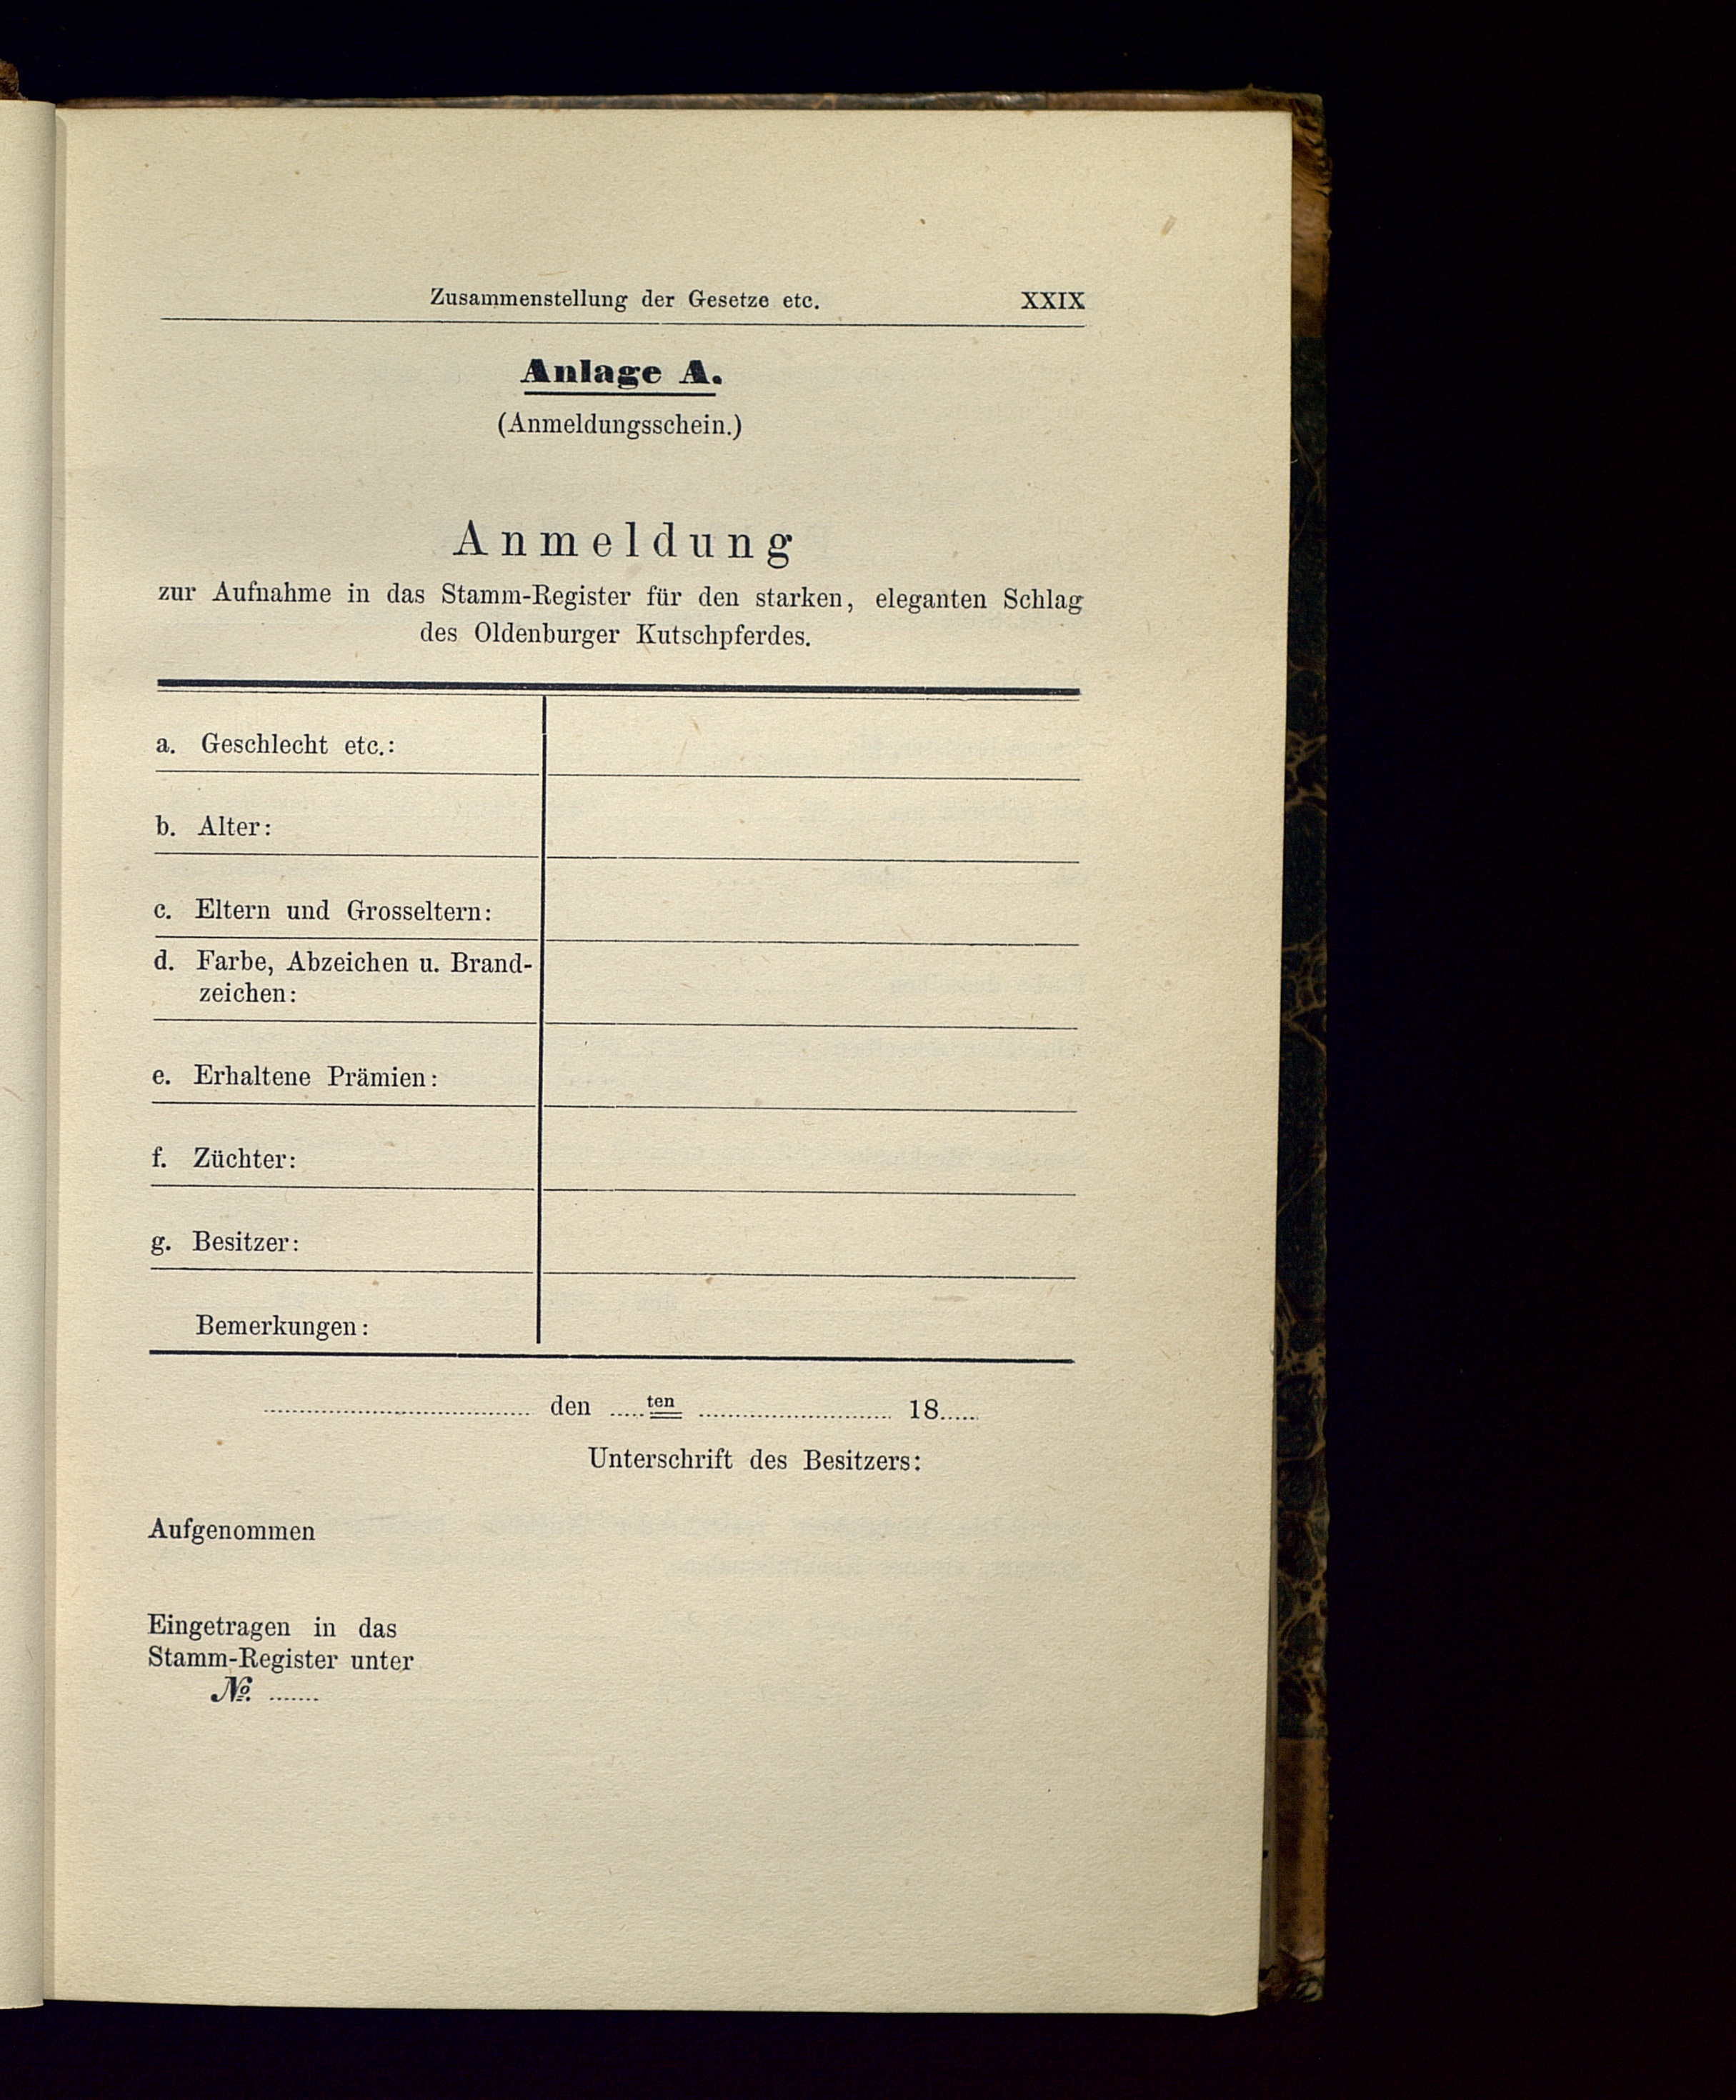 Zusammenstellung der Gesetze etc. XXIX
Anlage A.
(Anmeldungsschein.)
Anmeldung
zur Aufnahme in das Stamm-Register für den starken, eleganten Schlag
des Oldenburger Kutschpferdes.
a. Geschlecht etc.:
b. Alter:
c. Eltern und Grosseltern:
d. Farbe, Abzeichen u. Brand-
zeichen:
e. Erhaltene Prämien:
f. Züchter:
g. Besitzer:
Bemerkungen:
.................... den .....ten .................... 18.....
Unterschrift des Besitzers:
Aufgenommen
Eingetragen in das
Stamm-Register unter
№ .......